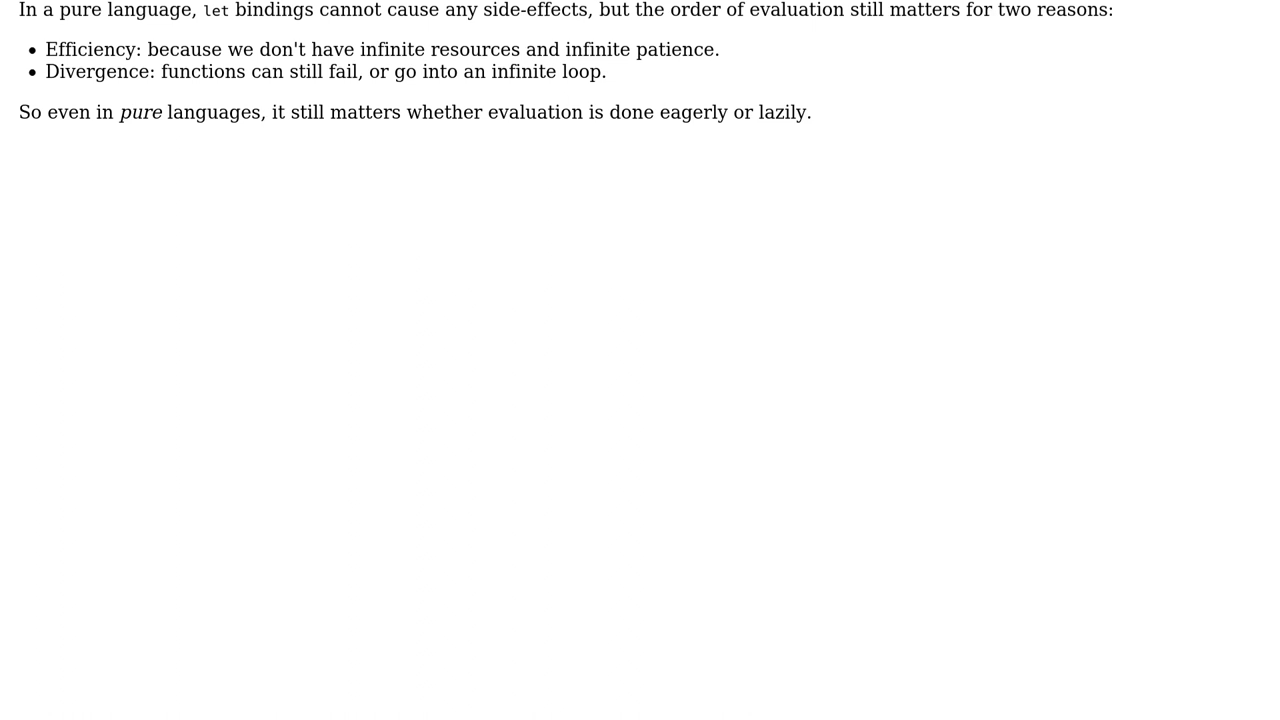 In a pure language, let bindings cannot cause any side-effects, but the order of evaluation still matters for two reasons:
• Efficiency: because we don't have infinite resources and infinite patience.
• Divergence: functions can still fail, or go into an infinite loop.
So even in pure languages, it still matters whether evaluation is done eagerly or lazily.